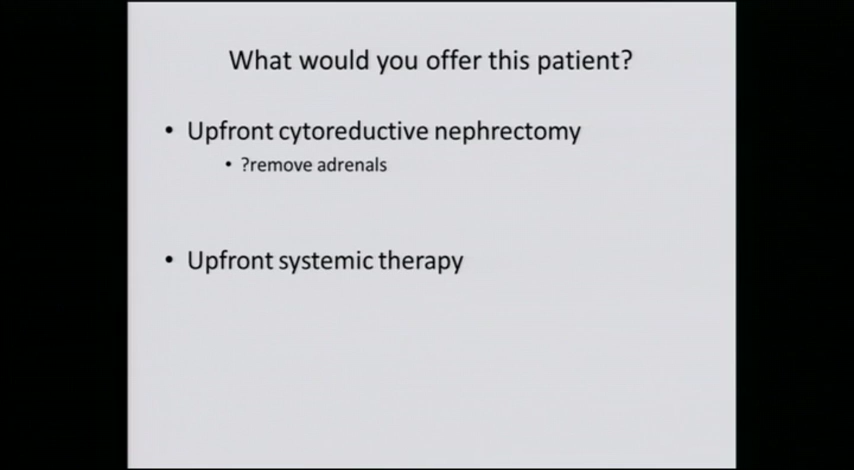 What would you offer this patient?
• Upfront cytoreductive nephrectomy
• ?remove adrenals
• Upfront systemic therapy